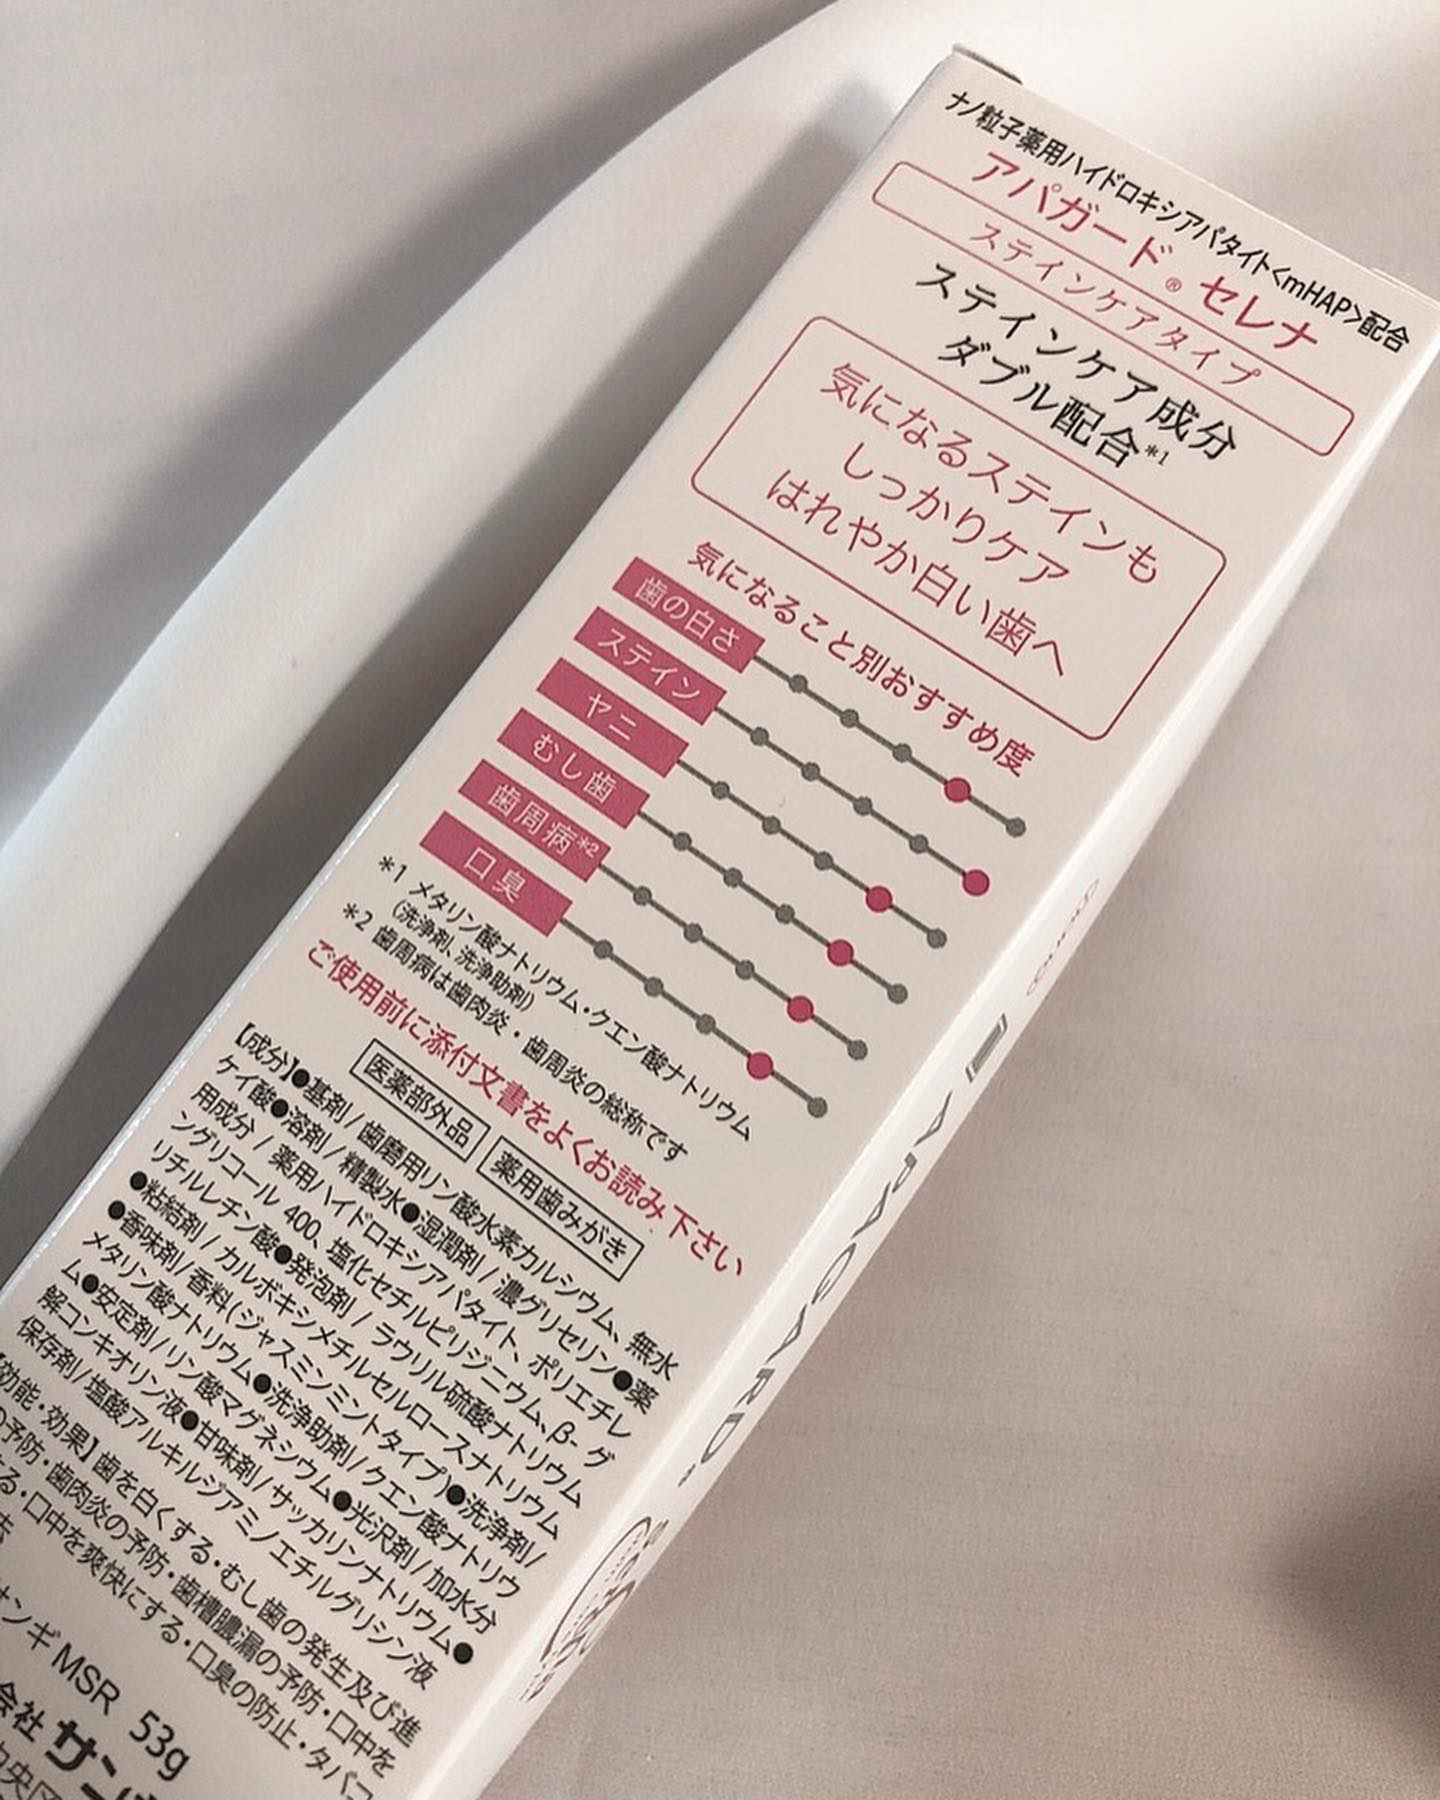 ナノ粒子薬用ハイドロキシアパタイト<mHAP>配合
アパガード® セレナ
ステインケアタイプ
ステインケア成分
ダブル配合*1
気になるステインも
しっかりケア
はれやか白い歯へ
気になること別おすすめ度
歯の白さ
ステイン
ヤニ
むし歯
歯周病*2
口臭
*1 メタリン酸ナトリウム・クエン酸ナトリウム
(洗浄剤、洗浄助剤)
*2 歯周病は歯肉炎・歯周炎の総称です
ご使用前に添付文書をよくお読み下さい
医薬部外品 薬用歯みがき
【成分】●基剤/歯磨用リン酸水素カルシウム、無水
ケイ酸●溶剤/精製水●湿潤剤/濃グリセリン●薬
用成分/薬用ハイドロキシアパタイト、ポリエチレ
ングリコール 400、塩化セチルピリジニウム、β-グ
リチルレチン酸●発泡剤/ラウリル硫酸ナトリウム
●粘結剤/カルボキシメチルセルロースナトリウム
●香味剤/香料(ジャスミンミントタイプ)●洗浄剤/
メタリン酸ナトリウム●洗浄助剤/クエン酸ナトリウ
ム●安定剤/リン酸マグネシウム●光沢剤/加水分
解コンキオリン液●甘味剤/サッカリンナトリウム●
保存剤/塩酸アルキルジアミノエチルグリシン液
効能・効果】歯を白くする・むし歯の発生及び進
の予防・歯肉炎の予防・歯槽膿漏の予防・口中を
る・口中を爽快にする・口臭の防止・タバコ
ンギ MSR 53g
会社 サン
中央区
APAGARD